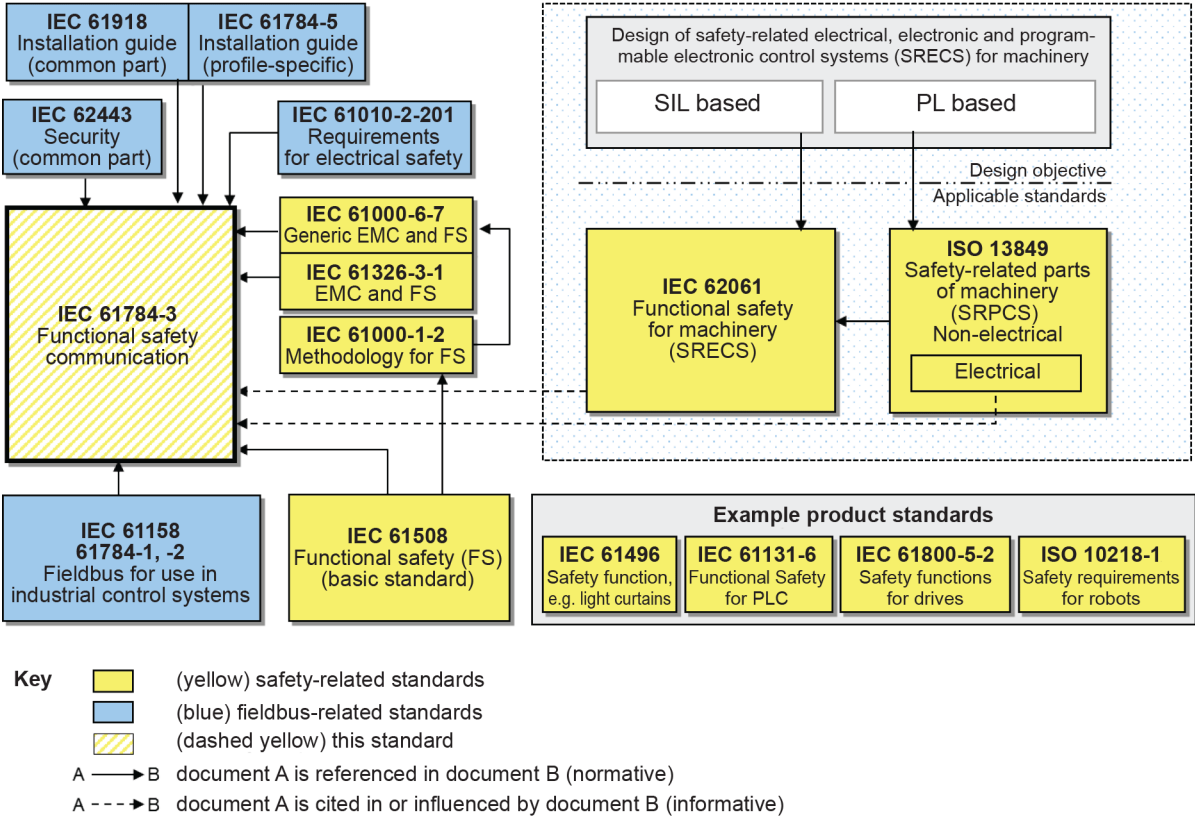 IEC 61918
Installation guide
(common part)
IEC 61784-5
Installation guide
(profile-specific)
IEC 62443
Security
(common part)
IEC 61010-2-201
Requirements
for electrical safety
IEC 61000-6-7
Generic EMC and FS
IEC 61326-3-1
EMC and FS
IEC 61000-1-2
Methodology for FS
IEC 61784-3
Functional safety
communication
Design of safety-related electrical, electronic and program-
mable electronic control systems (SRECS) for machinery
SIL based
PL based
Design objective
Applicable standards
IEC 62061
Functional safety
for machinery
(SRECS)
ISO 13849
Safety-related parts
of machinery
(SRPCS)
Non-electrical
Electrical
IEC 61158
61784-1, -2
Fieldbus for use in
industrial control systems
IEC 61508
Functional safety (FS)
(basic standard)
Example product standards
IEC 61496
Safety function,
e.g. light curtains
IEC 61131-6
Functional Safety
for PLC
IEC 61800-5-2
Safety functions
for drives
ISO 10218-1
Safety requirements
for robots
Key
(yellow) safety-related standards
(blue) fieldbus-related standards
(dashed yellow) this standard
A B document A is referenced in document B (normative)
A B document A is cited in or influenced by document B (informative)